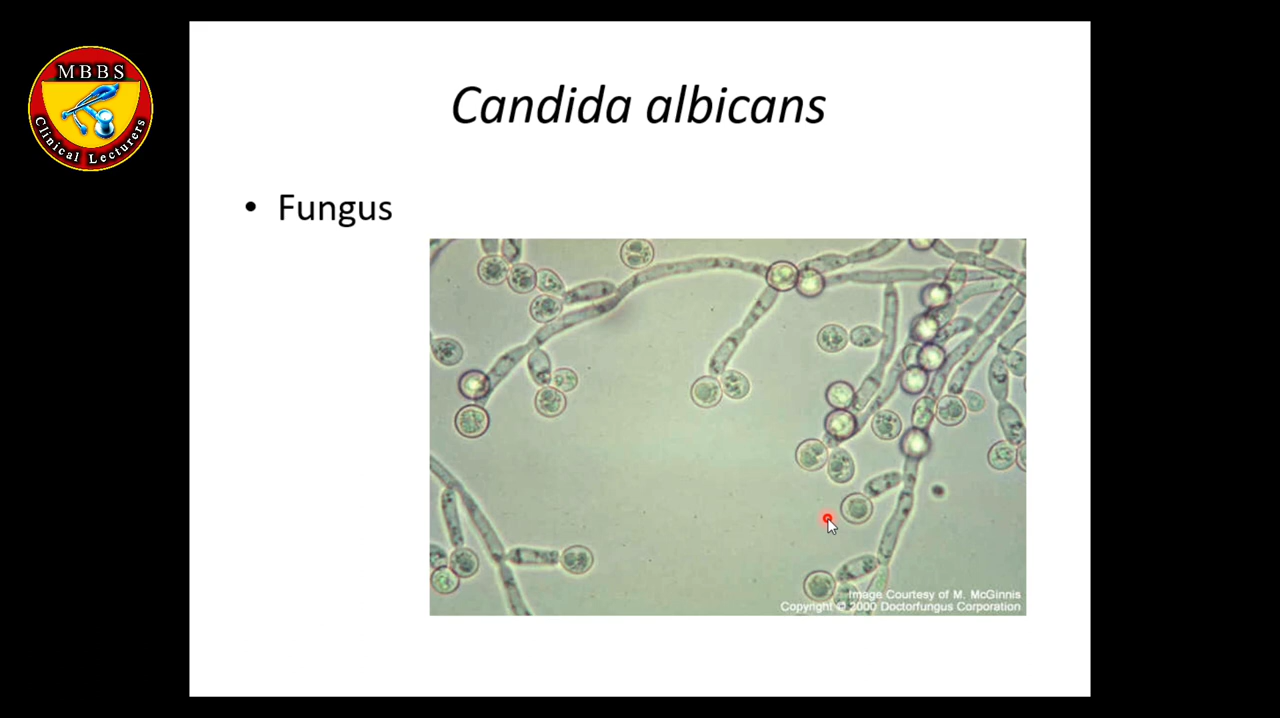 MBBS
Clinical Lecturers
Candida albicans
• Fungus
Image Courtesy of M. McGinnis
Copyright © 2000 Doctorfungus Corporation